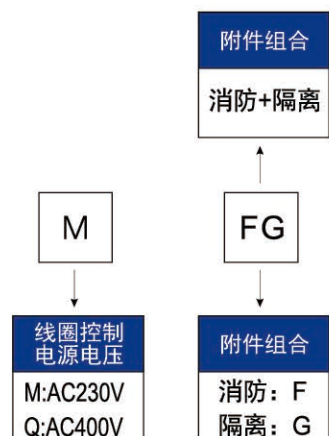 附件组合
消防+隔离
M
FG
线圈控制
电源电压
M:AC230V
Q:AC400V
附件组合
消防：F
隔离：G